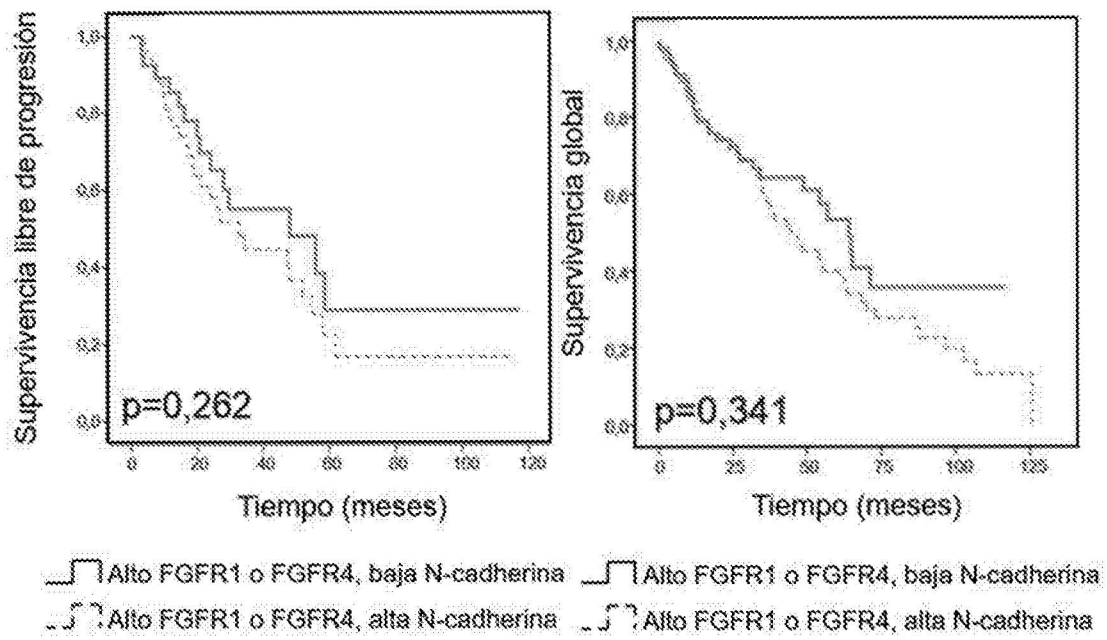 Supervivencia libre de progresión
1,0
0,8
0,6
0,4
0,2
0,0
p=0,262
0 20 40 60 80 100 120
Tiempo (meses)
Supervivencia global
1,0
0,8
0,6
0,4
0,2
0,0
p=0,341
0 25 50 75 100 125
Tiempo (meses)
Alto FGFR1 o FGFR4, baja N-cadherina
Alto FGFR1 o FGFR4, alta N-cadherina
Alto FGFR1 o FGFR4, baja N-cadherina
Alto FGFR1 o FGFR4, alta N-cadherina